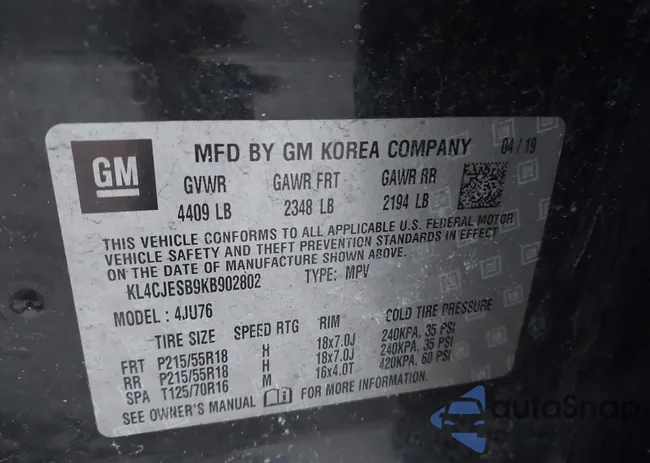 GM
MFD BY GM KOREA COMPANY 04/19
GVWR GAWR FRT GAWR RR
4409 LB 2348 LB 2194 LB
THIS VEHICLE CONFORMS TO ALL APPLICABLE U.S. FEDERAL MOTOR
VEHICLE SAFETY AND THEFT PREVENTION STANDARDS IN EFFECT
ON THE DATE OF MANUFACTURE SHOWN ABOVE.
KL4CJESB9KB902802 TYPE: MPV
MODEL : 4JU76
TIRE SIZE SPEED RTG RIM COLD TIRE PRESSURE
FRT P215/55R18 H 18x7.0J 240KPA, 35 PSI
RR P215/55R18 H 18x7.0J 240KPA, 35 PSI
SPA T125/70R16 M 16x4.0T 420KPA, 60 PSI
SEE OWNER'S MANUAL FOR MORE INFORMATION.
autoSnap